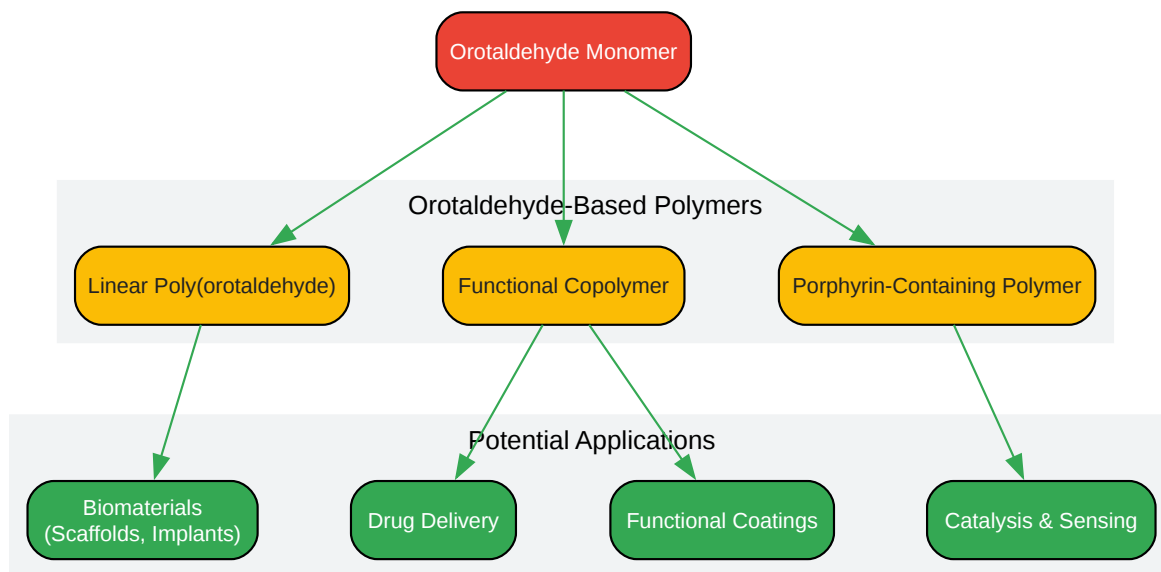 Orotaldehyde Monomer
Orotaldehyde-Based Polymers
Linear Poly(orotaldehyde)
Functional Copolymer
Porphyrin-Containing Polymer
Potential Applications
Biomaterials
(Scaffolds, Implants)
Drug Delivery
Functional Coatings
Catalysis & Sensing